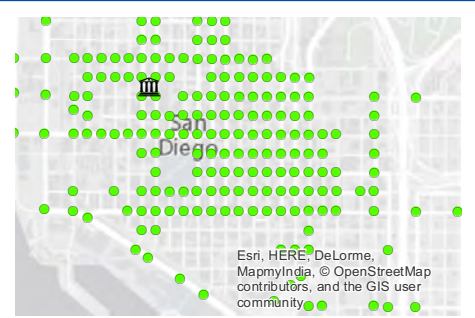 San
Diego
Esri, HERE, DeLorme,
MapmyIndia, © OpenStreetMap
contributors, and the GIS user
community